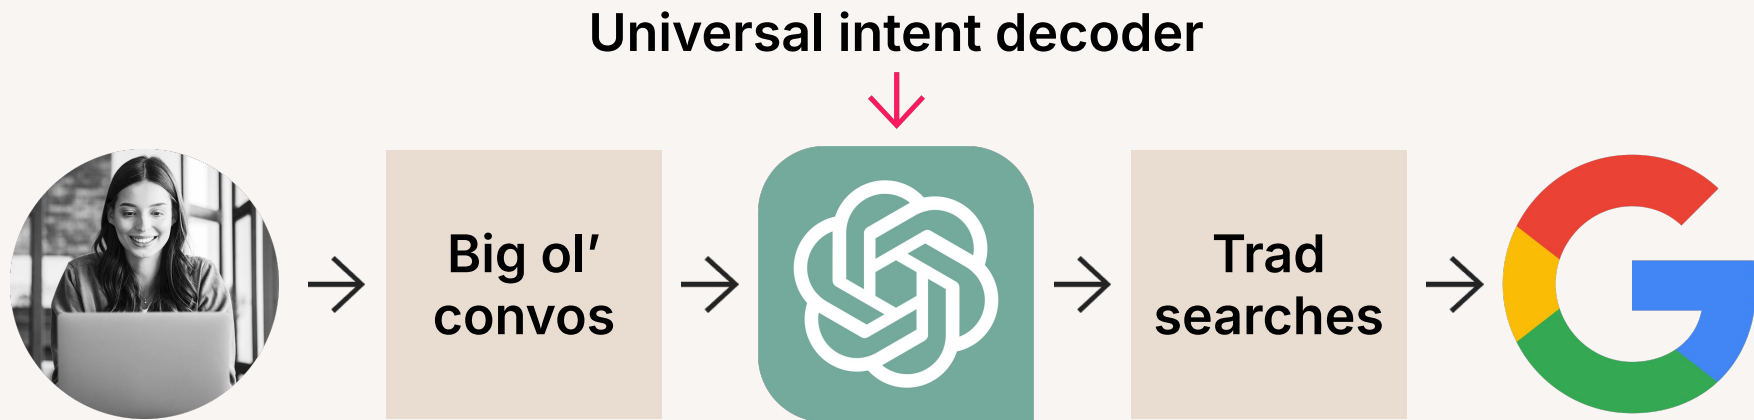 Universal intent decoder
Big ol’
convos
Trad
searches